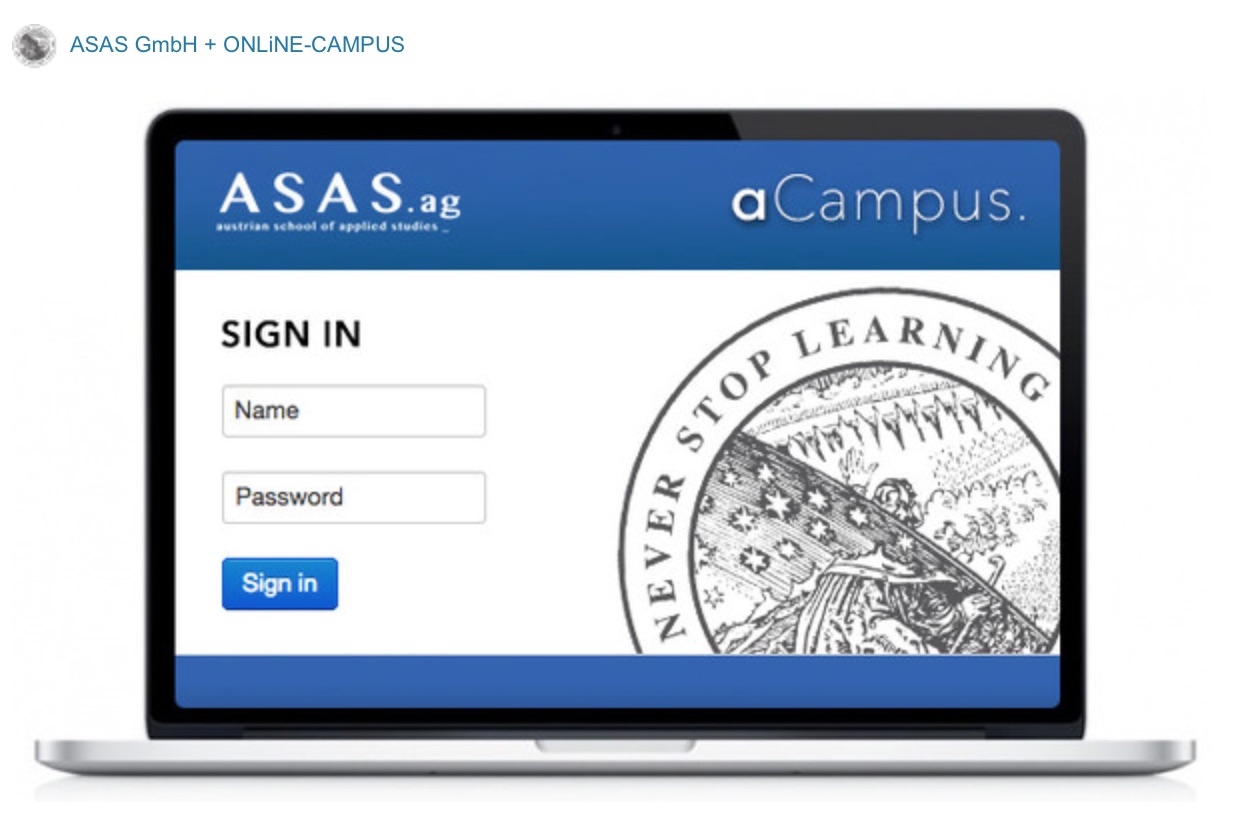 ASAS GmbH + ONLiNE-CAMPUS
ASAS.ag
austrian school of applied studies _
aCampus.
SIGN IN
Name
Password
Sign in
NEVER STOP LEARNING